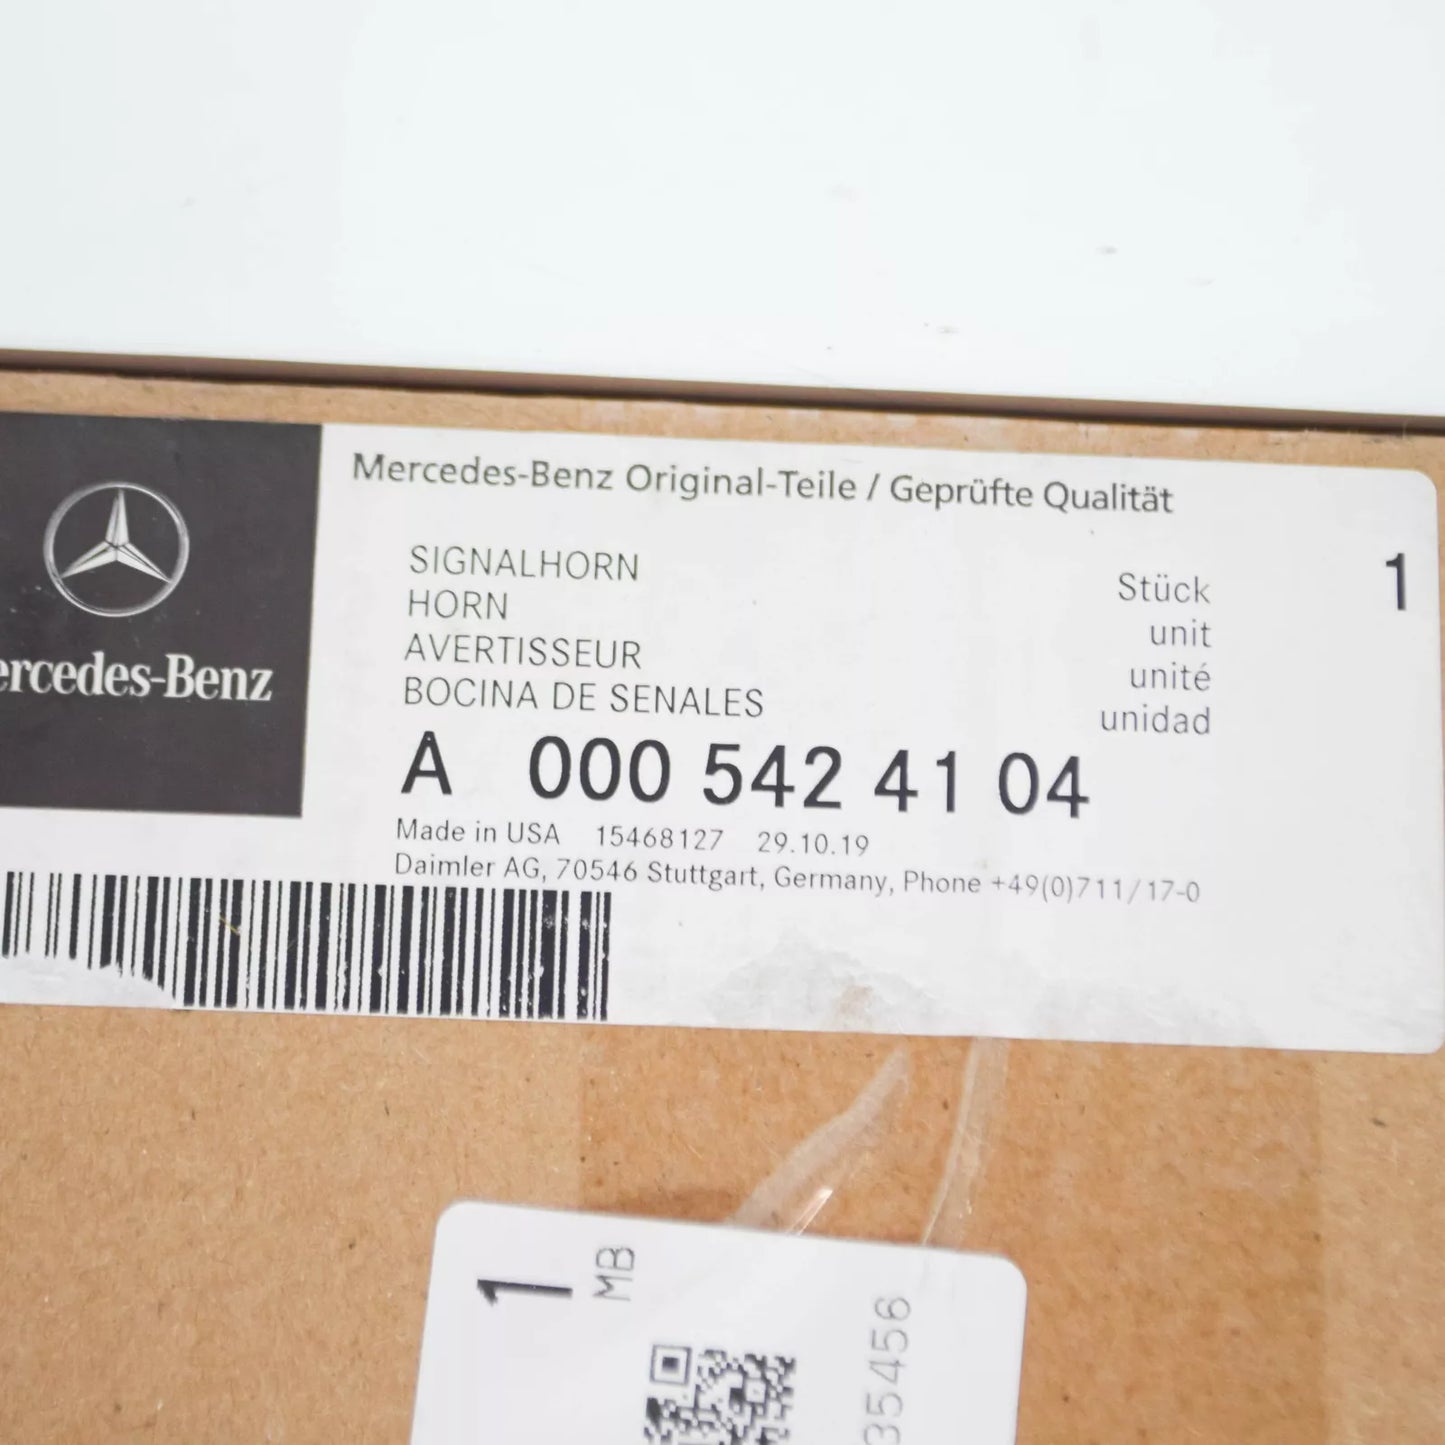 Mercedes-Benz Original-Teile / Geprüfte Qualität
SIGNALHORN
HORN
AVERTISSEUR
BOCINA DE SENALES
Stück 1
unit
unité
unidad
ercedes-Benz
A 000 542 41 04
Made in USA 15468127 29.10.19
Daimler AG, 70546 Stuttgart, Germany, Phone +49(0)711/17-0
1
MB
35456